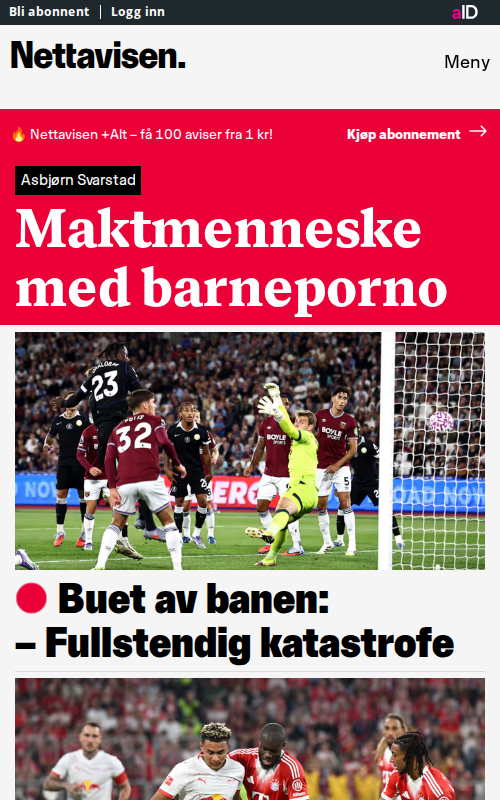 Bli abonnent | Logg inn
aID
Nettavisen.
Meny
🔥 Nettavisen +Alt – få 100 aviser fra 1 kr!
Kjøp abonnement →
Asbjørn Svarstad
Maktmenneske
med barneporno
23
32
BOYLE
SPORTS
BOYLE
SPORTS
5
2
Buet av banen:
– Fullstendig katastrofe